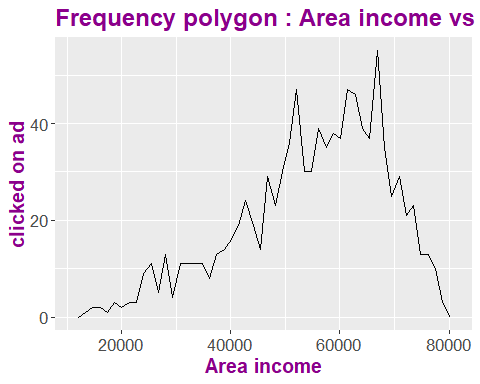 Frequency polygon : Area income vs
clicked on ad
40
20
0
20000 40000 60000 80000
Area income